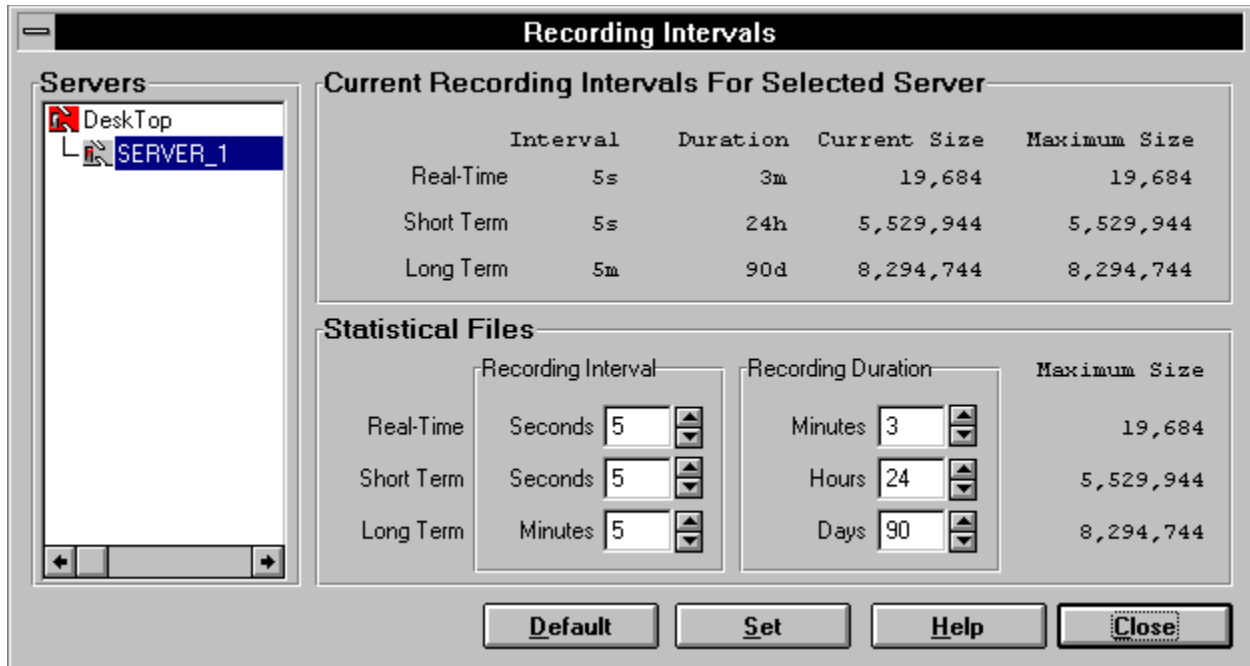 Recording Intervals
Servers
DeskTop
SERVER_1
Current Recording Intervals For Selected Server
Interval Duration Current Size Maximum Size
Real-Time 5s 3m 19,684 19,684
Short Term 5s 24h 5,529,944 5,529,944
Long Term 5m 90d 8,294,744 8,294,744
Statistical Files
Recording Interval Recording Duration Maximum Size
Real-Time Seconds 5 Minutes 3 19,684
Short Term Seconds 5 Hours 24 5,529,944
Long Term Minutes 5 Days 90 8,294,744
Default Set Help Close